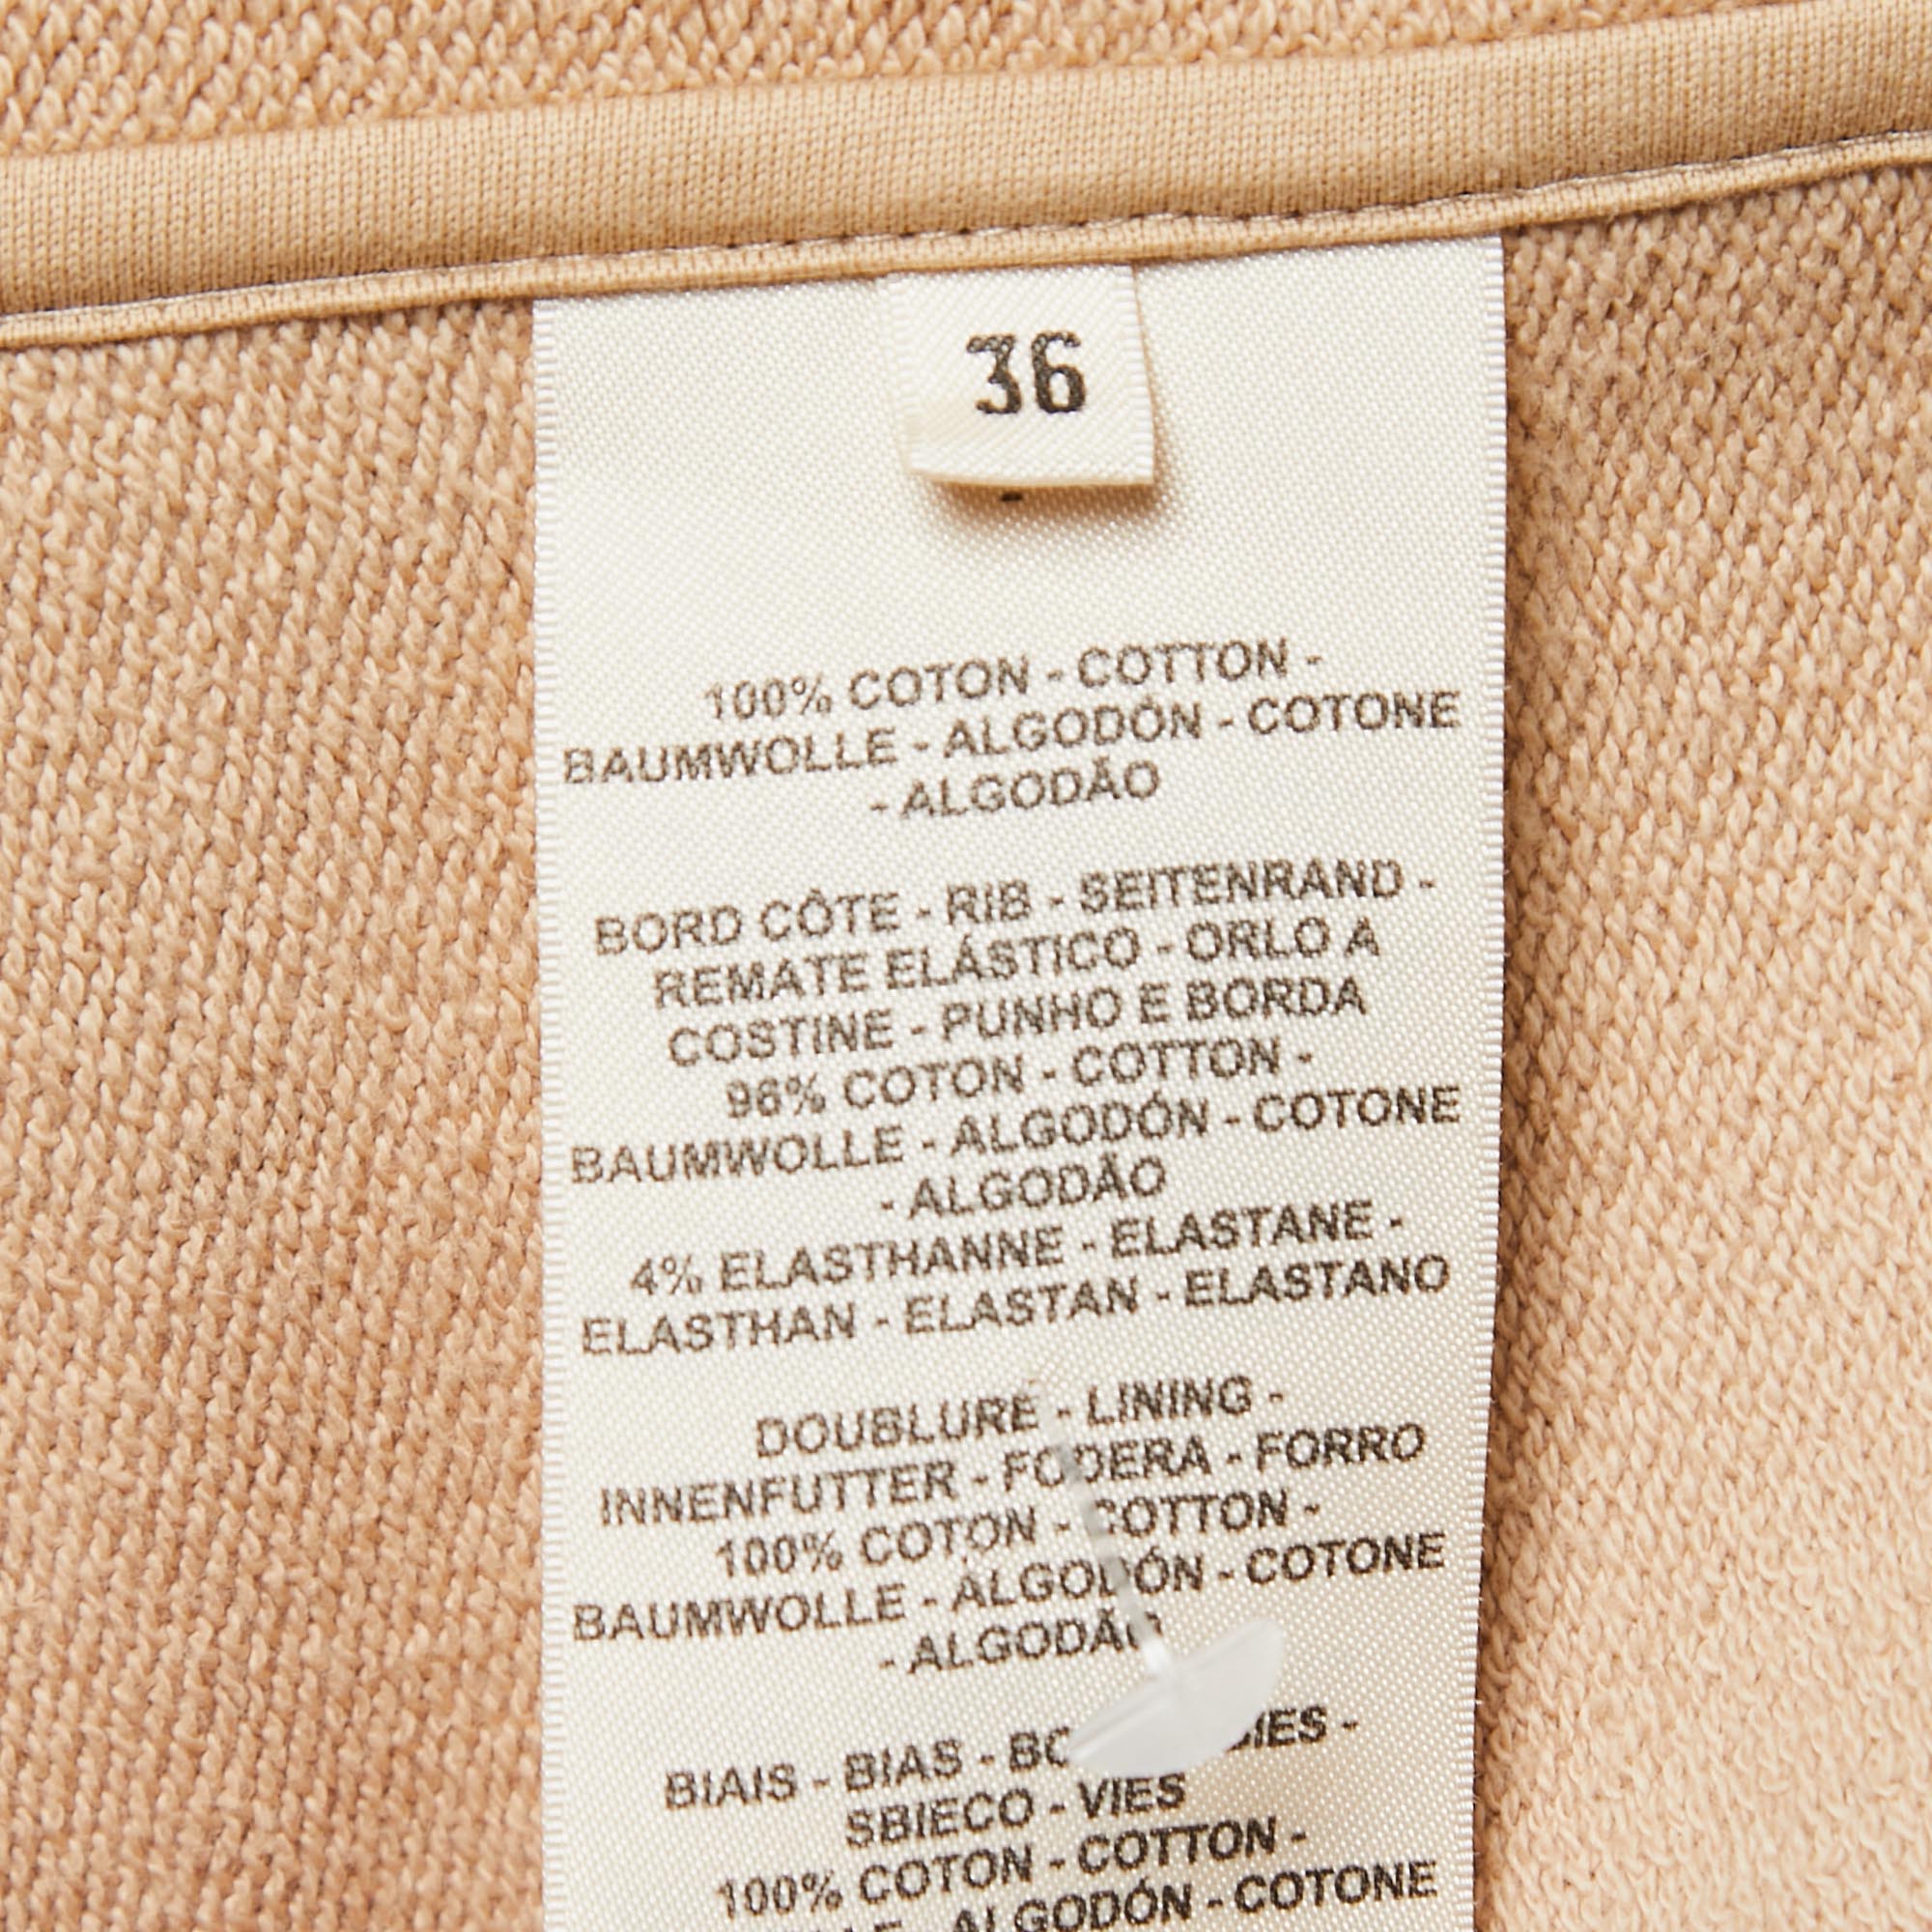 36
100% COTON - COTTON -
BAUMWOLLE - ALGODÓN - COTONE
- ALGODÃO
BORD CÔTE - RIB - SEITENRAND -
REMATE ELÁSTICO - ORLO A
COSTINE - PUNHO E BORDA
96% COTON - COTTON -
BAUMWOLLE - ALGODÓN - COTONE
- ALGODÃO
4% ELASTHANNE - ELASTANE -
ELASTHAN - ELASTAN - ELASTANO
DOUBLURE - LINING -
INNENFUTTER - FODERA - FORRO
100% COTON - COTTON -
BAUMWOLLE - ALGODÓN - COTONE
- ALGODÃO
BIAIS - BIAS -
SBIECO - VIES
100% COTON - COTTON -
ALGODÓN - COTONE